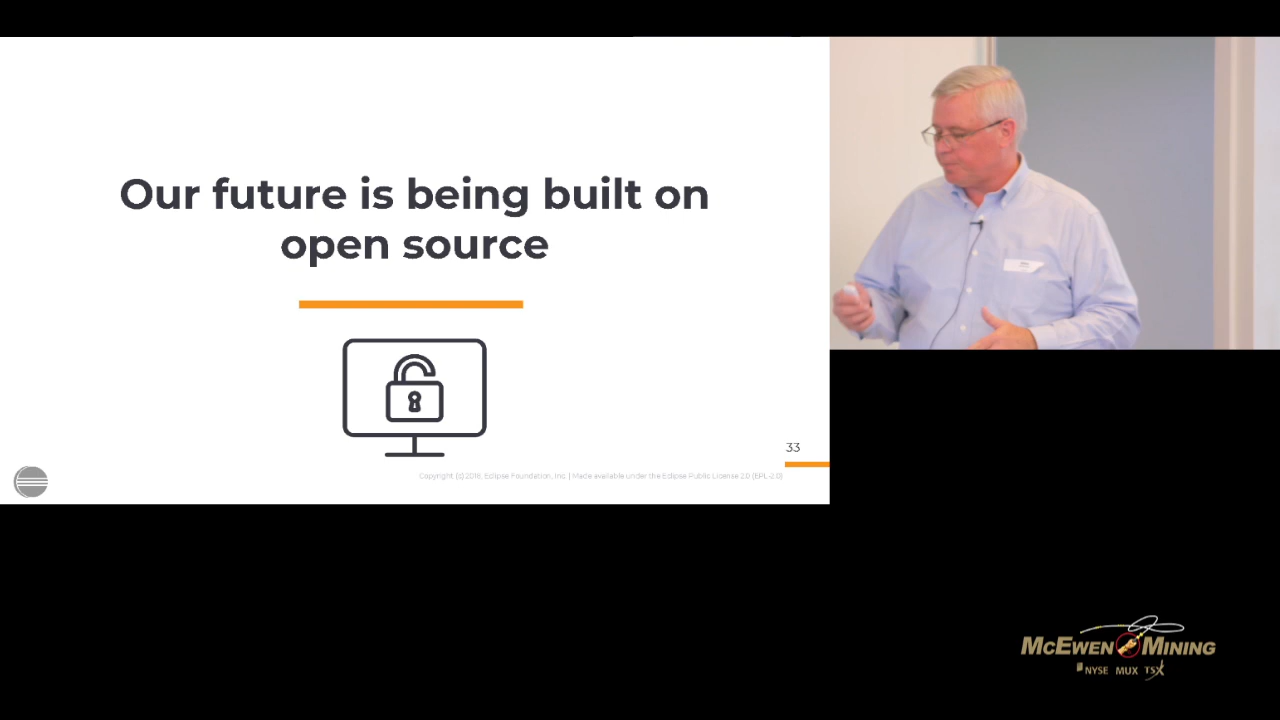 Our future is being built on
open source
33
Copyright (c) 2018, Eclipse Foundation, Inc. | Made available under the Eclipse Public License 2.0 (EPL-2.0)
McEWEN MINING
NYSE MUX TSX